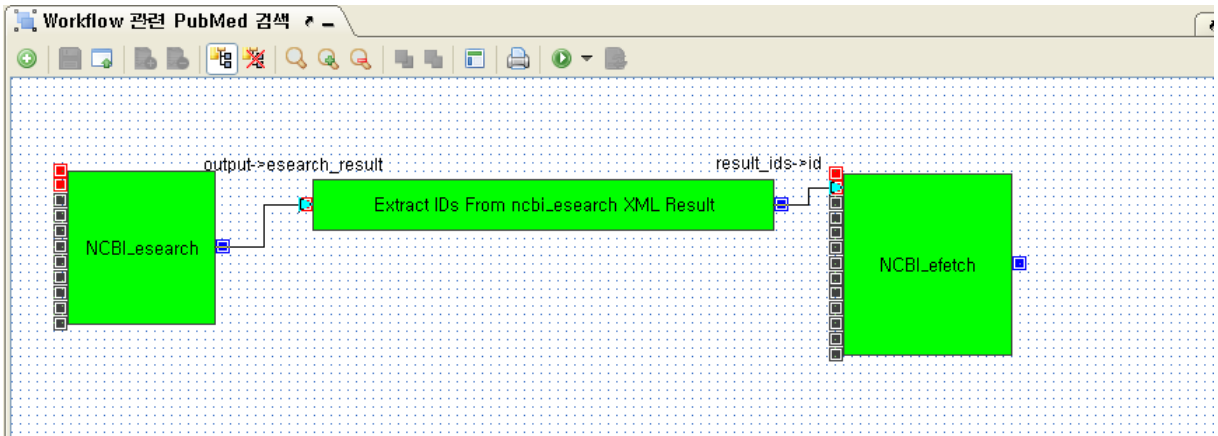 Workflow 관련 PubMed 검색
output->esearch_result
result_ids->id
Extract IDs From ncbi_esearch XML Result
NCBI_esearch
NCBI_efetch